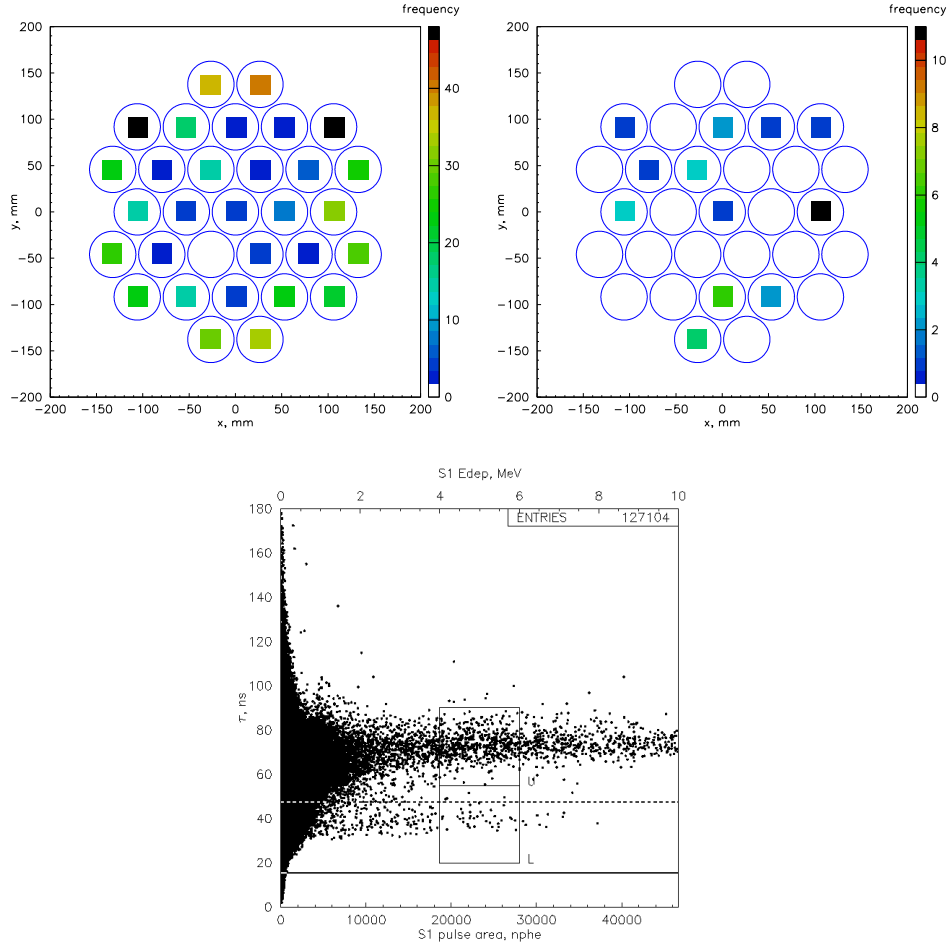 frequency
frequency
200
150
100
50
0
−50
−100
−150
−200
y, mm
−200 −150 −100 −50 0 50 100 150 200
x, mm
40
30
20
10
0
200
150
100
50
0
−50
−100
−150
−200
y, mm
−200 −150 −100 −50 0 50 100 150 200
x, mm
10
8
6
4
2
0
S1 Edep, MeV
0 2 4 6 8 10
ENTRIES 127104
180
160
140
120
100
80
60
40
20
0
τ, ns
U
L
0 10000 20000 30000 40000
S1 pulse area, nphe